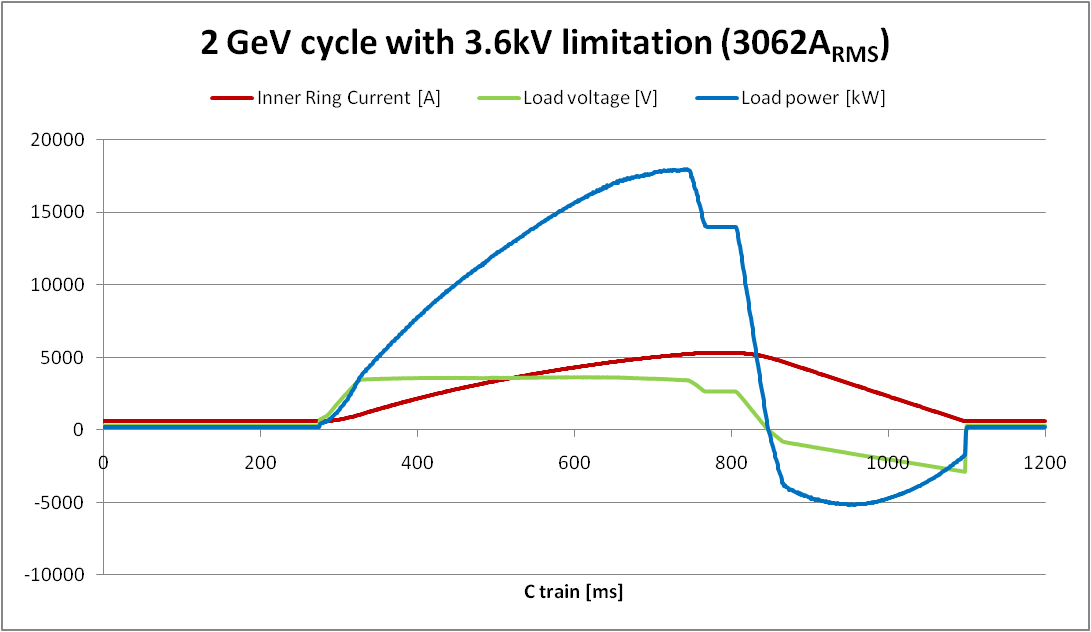 2 GeV cycle with 3.6kV limitation (3062ARMS)
Inner Ring Current [A] Load voltage [V] Load power [kW]
20000
15000
10000
5000
0
-5000
-10000
0 200 400 600 800 1000 1200
C train [ms]